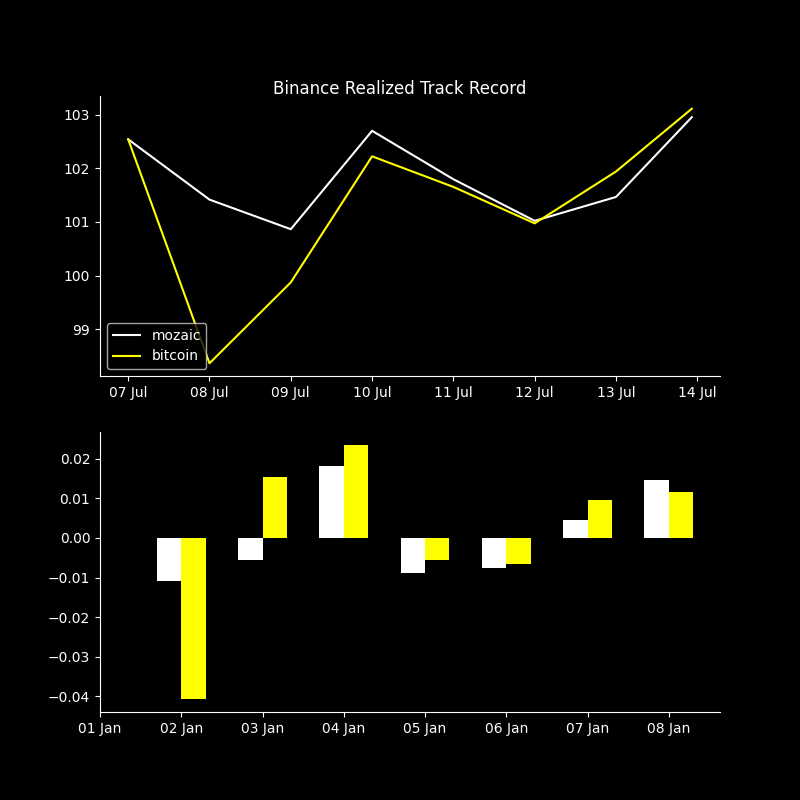 Binance Realized Track Record
103
102
101
100
99
mozaic
bitcoin
07 Jul 08 Jul 09 Jul 10 Jul 11 Jul 12 Jul 13 Jul 14 Jul
0.02
0.01
0.00
−0.01
−0.02
−0.03
−0.04
01 Jan 02 Jan 03 Jan 04 Jan 05 Jan 06 Jan 07 Jan 08 Jan